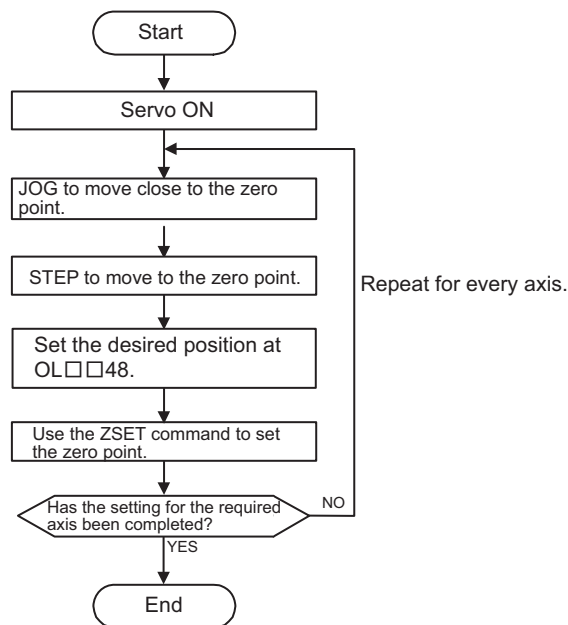 Start
Servo ON
JOG to move close to the zero
point.
STEP to move to the zero point.
Repeat for every axis.
Set the desired position at
OL□□48.
Use the ZSET command to set
the zero point.
Has the setting for the required
axis been completed?
NO
YES
End